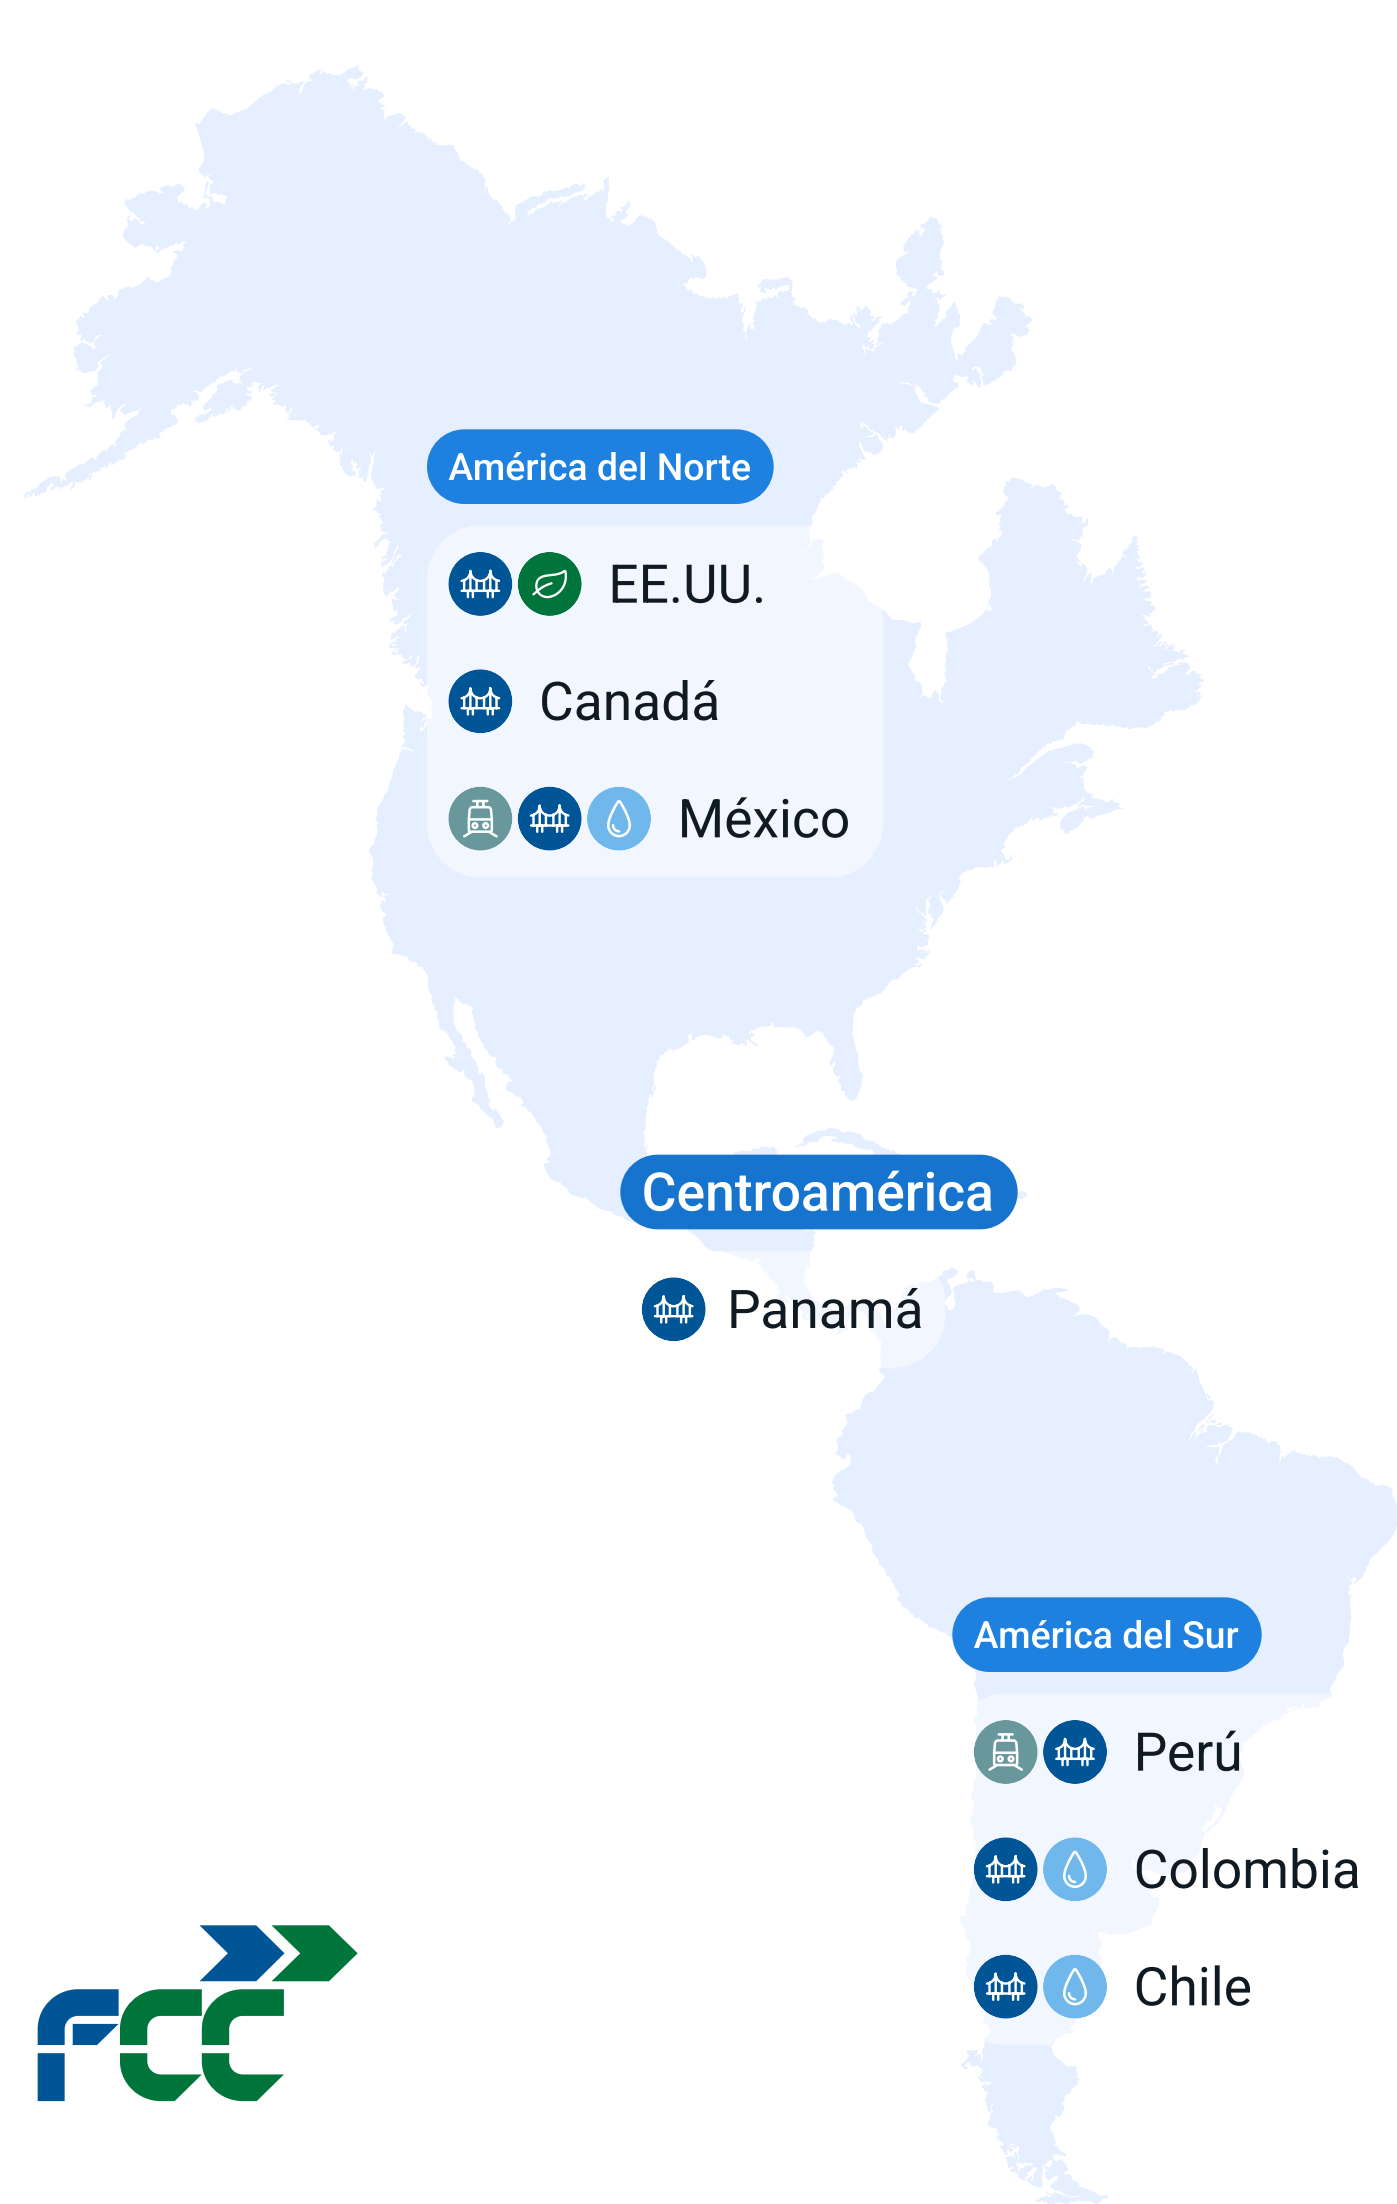 América del Norte
EE.UU.
Canadá
México
Centroamérica
Panamá
América del Sur
Perú
Colombia
Chile
FCC